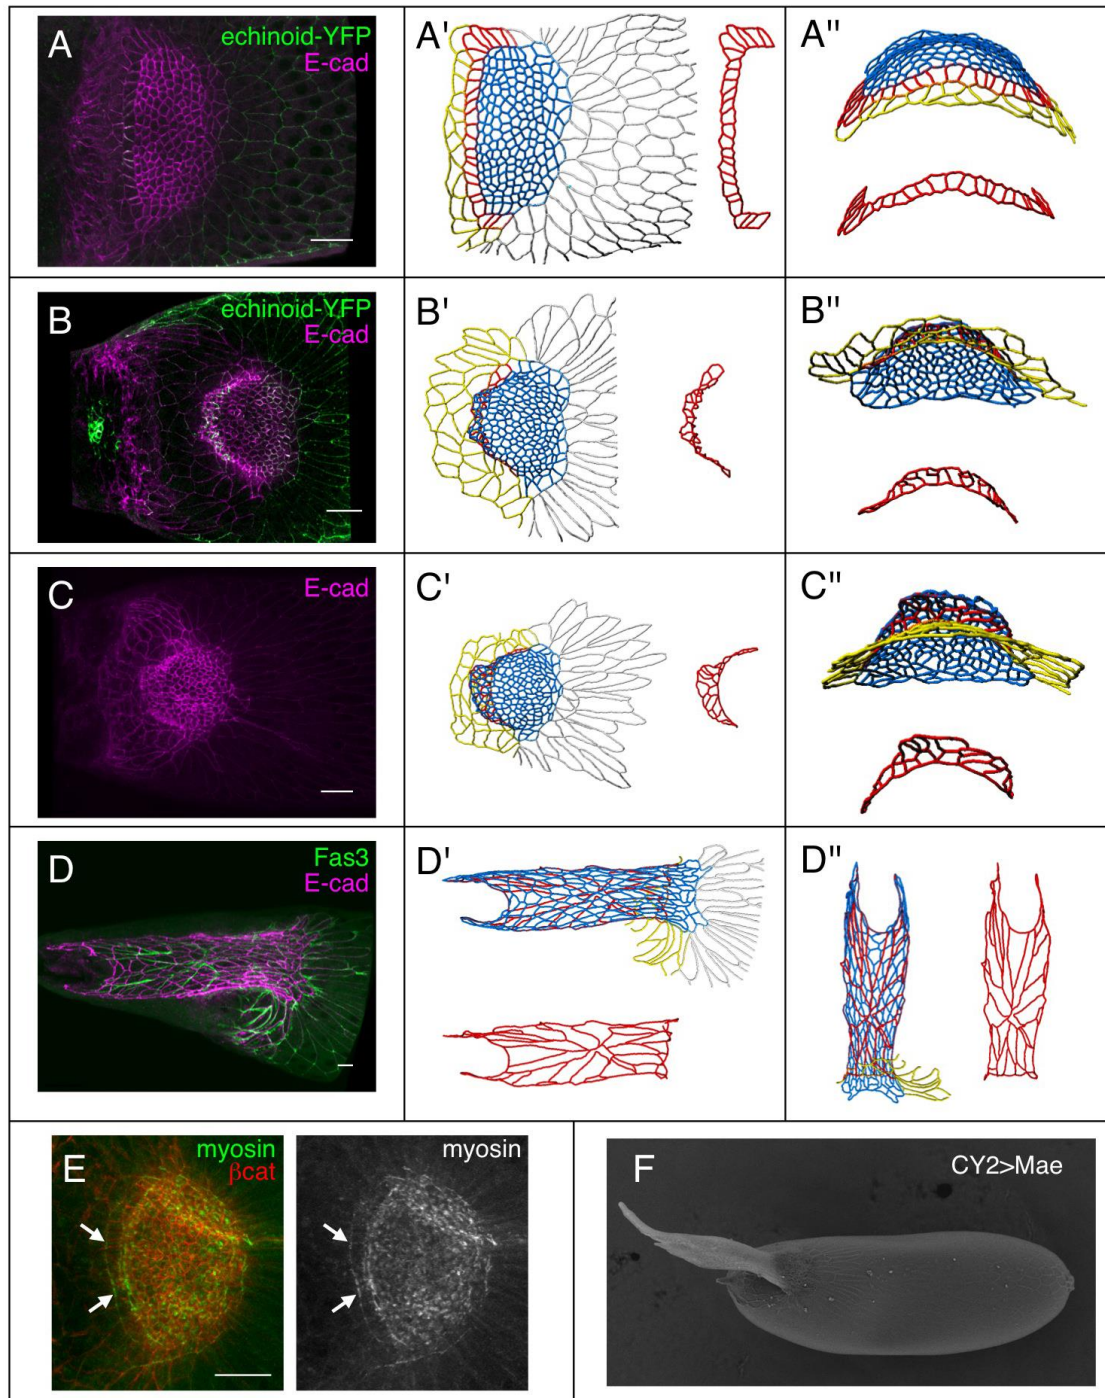 A
echinoid-YFP
E-cad
A'
A"
B
echinoid-YFP
E-cad
B'
B"
C
E-cad
C'
C"
D
Fas3
E-cad
D'
D"
E
myosin
βcat
myosin
F
CY2>Mae